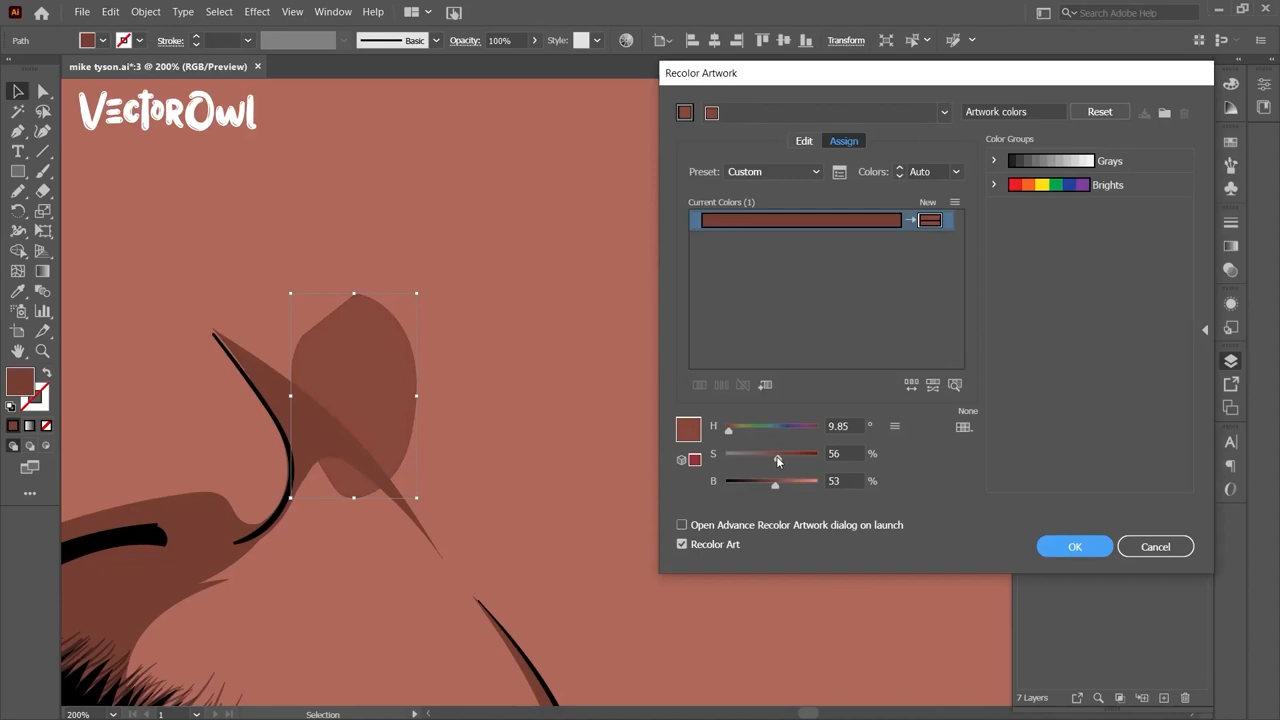 Ai File Edit Object Type Select Effect View Window Help Search Adobe Help
Path Stroke: Basic Opacity: 100% Style: Transform
mike tyson.ai*:3 @ 200% (RGB/Preview)
VectorOwl
Recolor Artwork
Artwork colors Reset
Edit Assign Color Groups
Preset: Custom Colors: Auto Grays
Brights
Current Colors (1) New
None
H 9.85 °
S 56 %
B 53 %
Open Advance Recolor Artwork dialog on launch
Recolor Art OK Cancel
7 Layers
200% 1 Selection